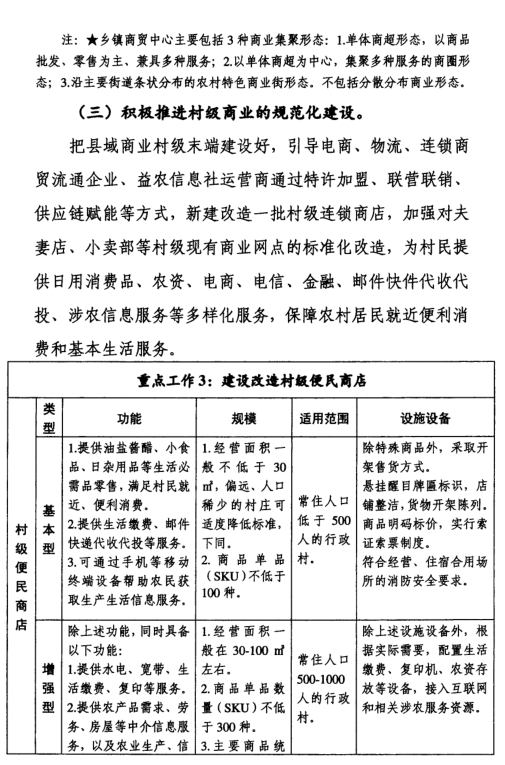 注：★乡镇商贸中心主要包括3种商业集聚形态：1.单体商超形态，以商品
批发、零售为主、兼具多种服务；2.以单体商超为中心，集聚多种服务的商圈形
态；3.沿主要街道条状分布的农村特色商业街形态。不包括分散分布商业形态。
（三）积极推进村级商业的规范化建设。
把县域商业村级末端建设好，引导电商、物流、连锁商
贸流通企业、益农信息社运营商通过特许加盟、联营联销、
供应链赋能等方式，新建改造一批村级连锁商店，加强对夫
妻店、小卖部等村级现有商业网点的标准化改造，为村民提
供日用消费品、农资、电商、电信、金融、邮件快件代收代
投、涉农信息服务等多样化服务，保障农村居民就近便利消
费和基本生活服务。
重点工作3：建设改造村级便民商店
类
型
功能
规模
适用范围
设施设备
村
级
便
民
商
店
基
本
型
1.提供油盐酱醋、小食
品、日杂用品等生活必
需品零售，满足村民就
近、便利消费。
2.提供生活缴费、邮件
快递代收代投等服务。
3.可通过手机等移动
终端设备帮助农民获
取生产生活信息服务。
1.经营面积一
般不低于30
㎡，偏远、人口
稀少的村庄可
适度降低标准，
下同。
2.商品单品
（SKU）不低于
100种。
常住人口
低于500
人的行政
村。
除特殊商品外，采取开
架售货方式。
悬挂醒目牌匾标识，店
铺整洁，货物开架陈列。
商品明码标价，实行索
证索票制度。
符合经营、住宿合用场
所的消防安全要求。
增
强
型
除上述功能，同时具备
以下功能：
1.提供水电、宽带、生
活缴费、复印等服务。
2.提供农产品需求、劳
务、房屋等中介信息服
务，以及农业生产、信
1.经营面积一
般在30-100㎡
左右。
2.商品单品数
量（SKU）不低
于300种。
3.主要商品统
常住人口
500-1000
人的行政
村。
除上述设施设备外，根
据实际需要，配置生活
缴费、复印机、农资存
放等设备，接入互联网
和相关涉农服务资源。